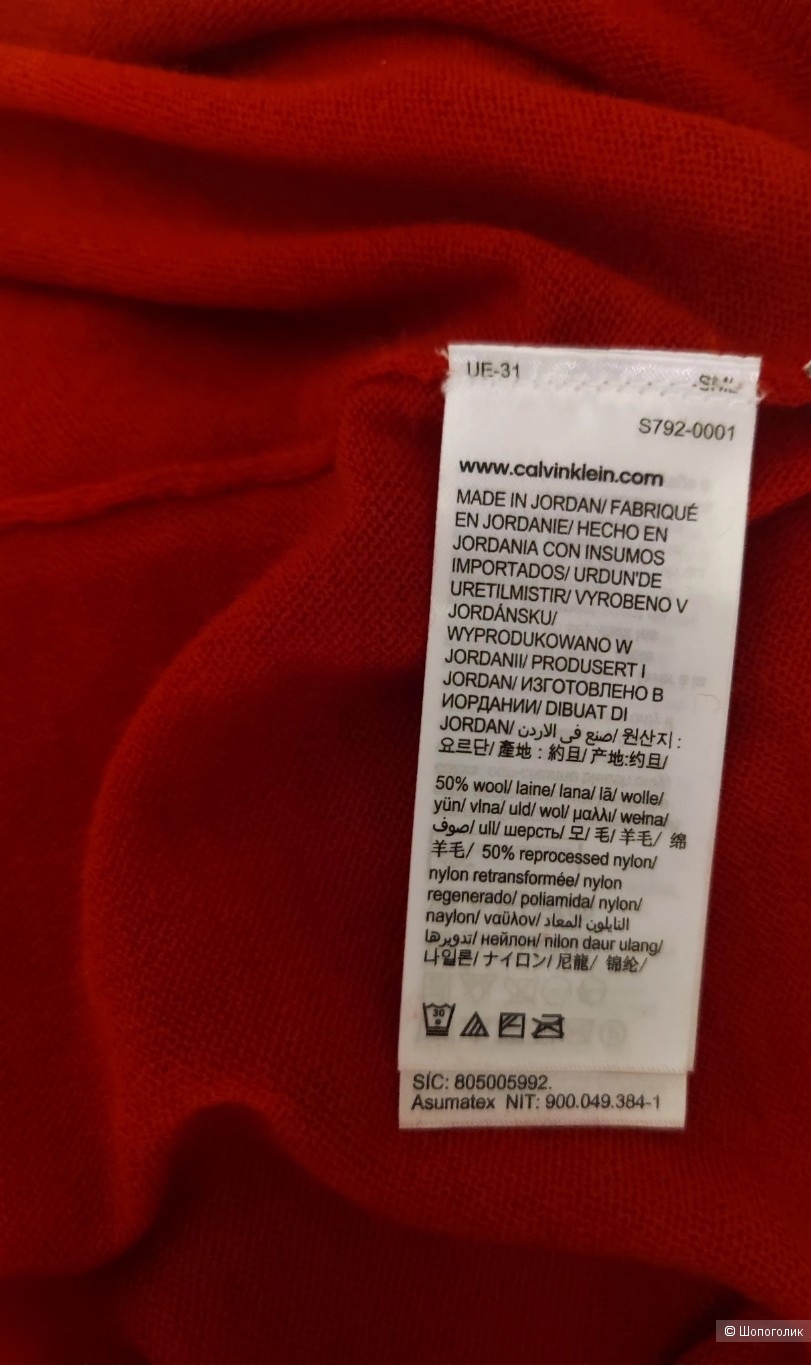 UE-31
S792-0001
www.calvinklein.com
MADE IN JORDAN/ FABRIQUÉ
EN JORDANIE/ HECHO EN
JORDANIA CON INSUMOS
IMPORTADOS/ URDUN'DE
URETILMISTIR/ VYROBENO V
JORDÁNSKU/
WYPRODUKOWANO W
JORDANII/ PRODUSERT I
JORDAN/ ИЗГОТОВЛЕНО В
ИОРДАНИИ/ DIBUAT DI
JORDAN/ صنع في الاردن/ 원산지 :
요르단/ 產地 : 約旦/ 产地:约旦/
50% wool/ laine/ lana/ lã/ wolle/
yün/ vlna/ uld/ wol/ μαλλι/ wełna/
صوف/ ull/ шерсть/ 모/ 毛/ 羊毛/ 绵
羊毛/ 50% reprocessed nylon/
nylon retransformée/ nylon
regenerado/ poliamida/ nylon/
naylon/ ναϋλον/ النايلون المعاد
تدويرها/ нейлон/ nilon daur ulang/
나일론/ ナイロン/ 尼龍/ 锦纶/
30
SÍC: 805005992.
Asumatex NIT: 900.049.384-1
© Шопоголик